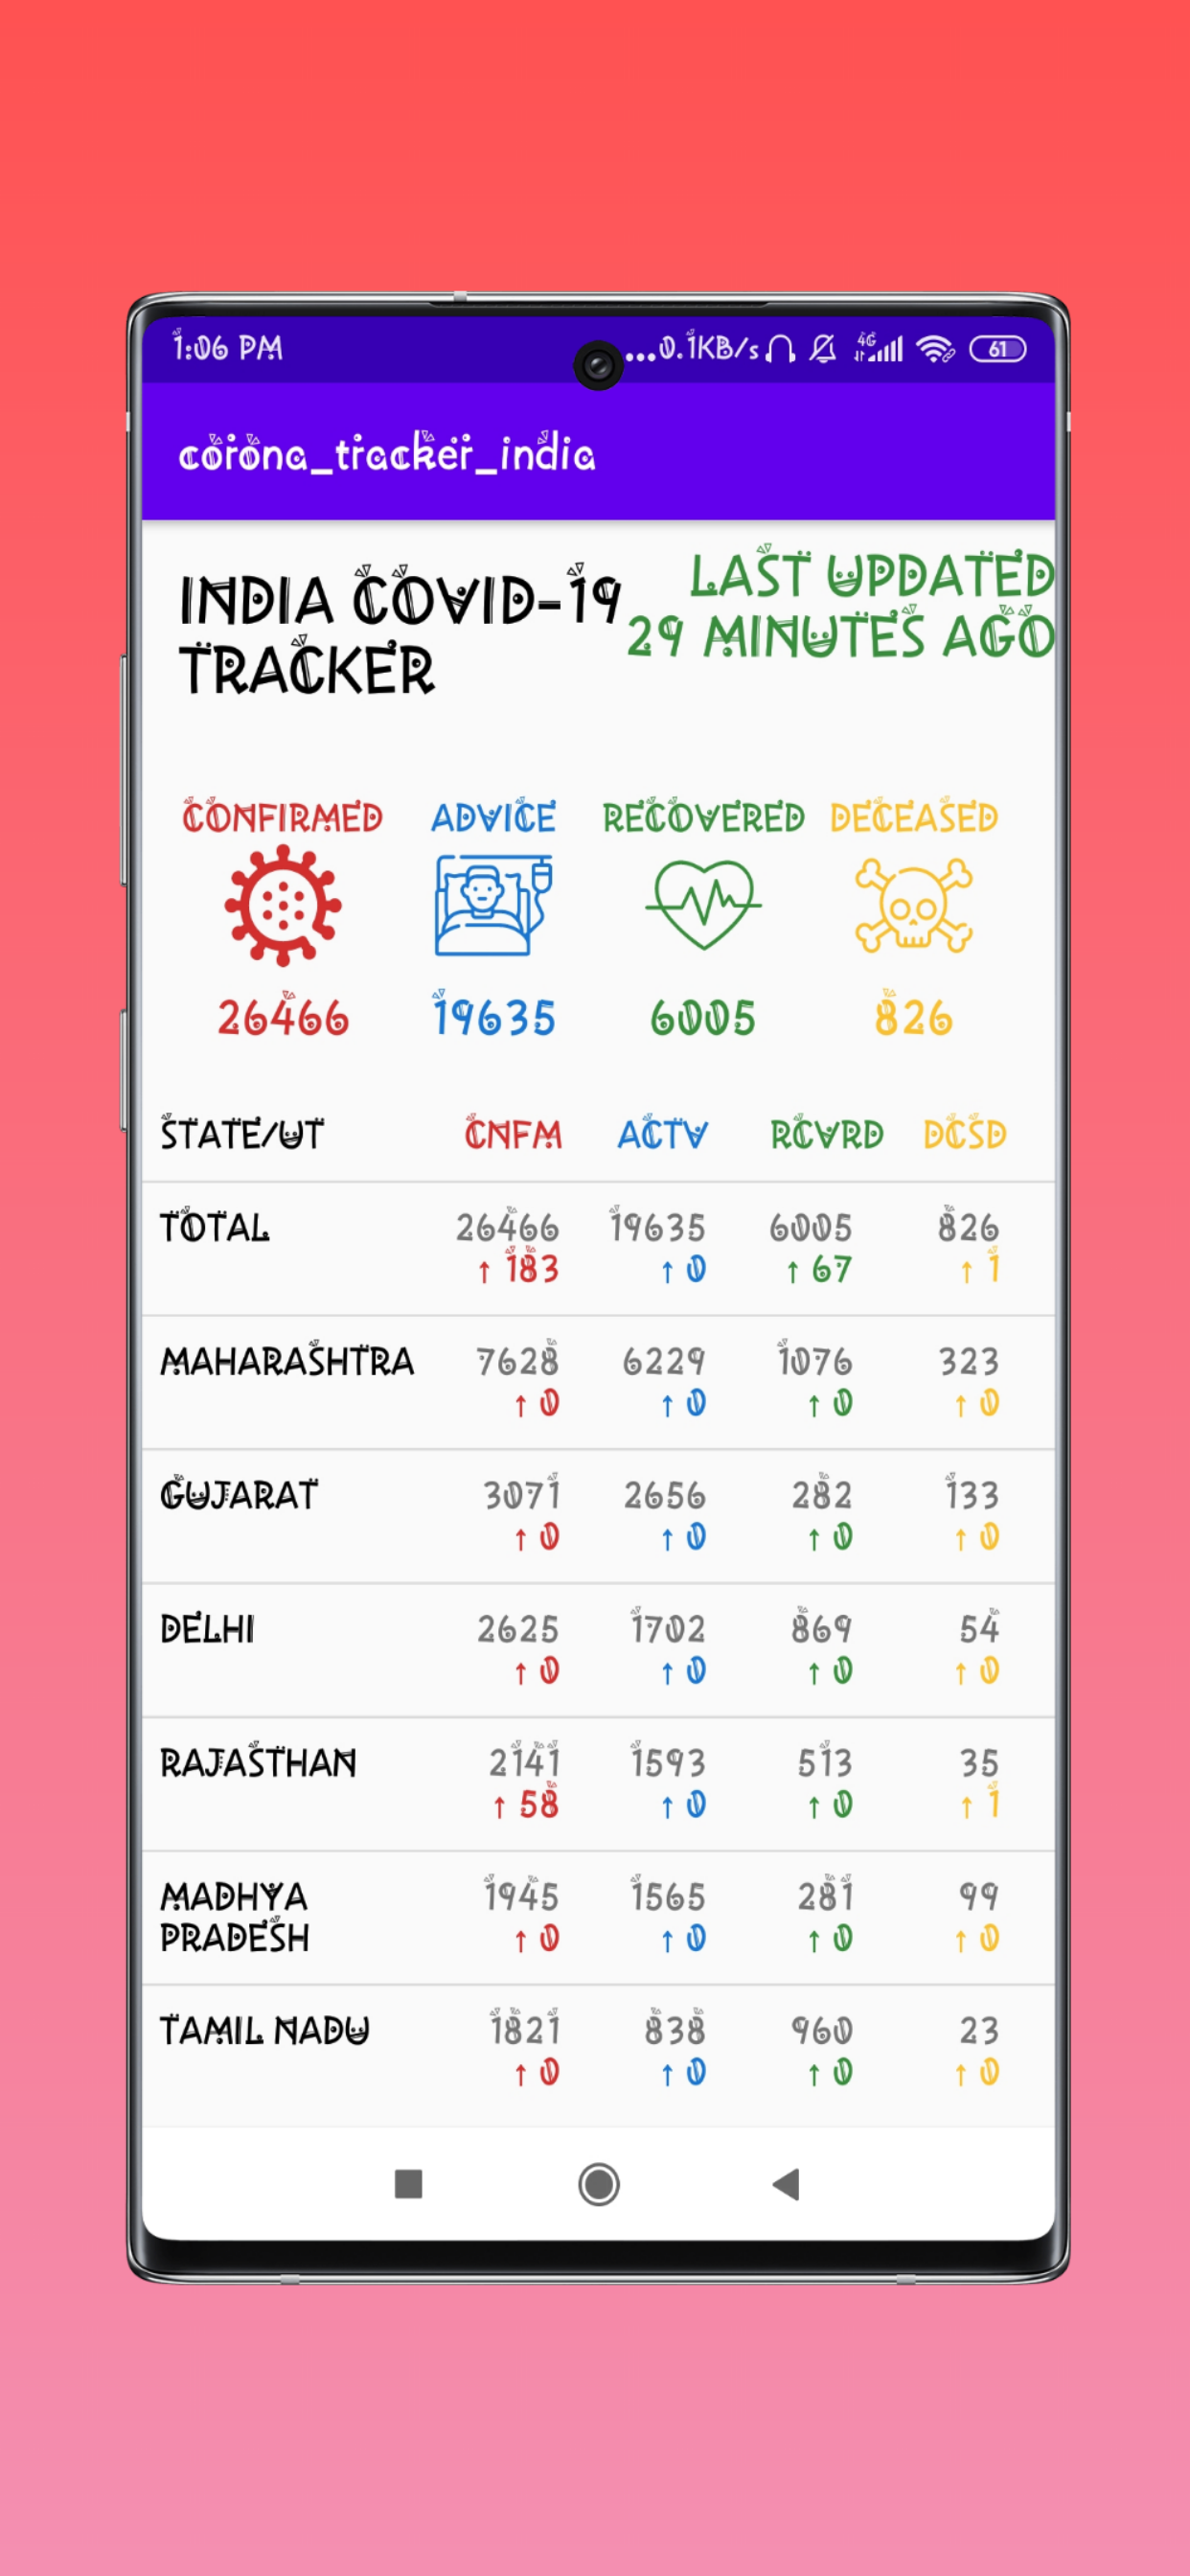 1:06 PM ...0.1KB/s 4G 61
corona_tracker_india
INDIA COVID-19
TRACKER
LAST UPDATED
29 MINUTES AGO
CONFIRMED ADVICE RECOVERED DECEASED
26466 19635 6005 826
STATE/UT CNFM ACTV RCVRD DCSD
TOTAL 26466 19635 6005 826
↑ 183 ↑ 0 ↑ 67 ↑ 1
MAHARASHTRA 7628 6229 1076 323
↑ 0 ↑ 0 ↑ 0 ↑ 0
GUJARAT 3071 2656 282 133
↑ 0 ↑ 0 ↑ 0 ↑ 0
DELHI 2625 1702 869 54
↑ 0 ↑ 0 ↑ 0 ↑ 0
RAJASTHAN 2141 1593 513 35
↑ 58 ↑ 0 ↑ 0 ↑ 1
MADHYA 1945 1565 281 99
PRADESH ↑ 0 ↑ 0 ↑ 0 ↑ 0
TAMIL NADU 1821 838 960 23
↑ 0 ↑ 0 ↑ 0 ↑ 0